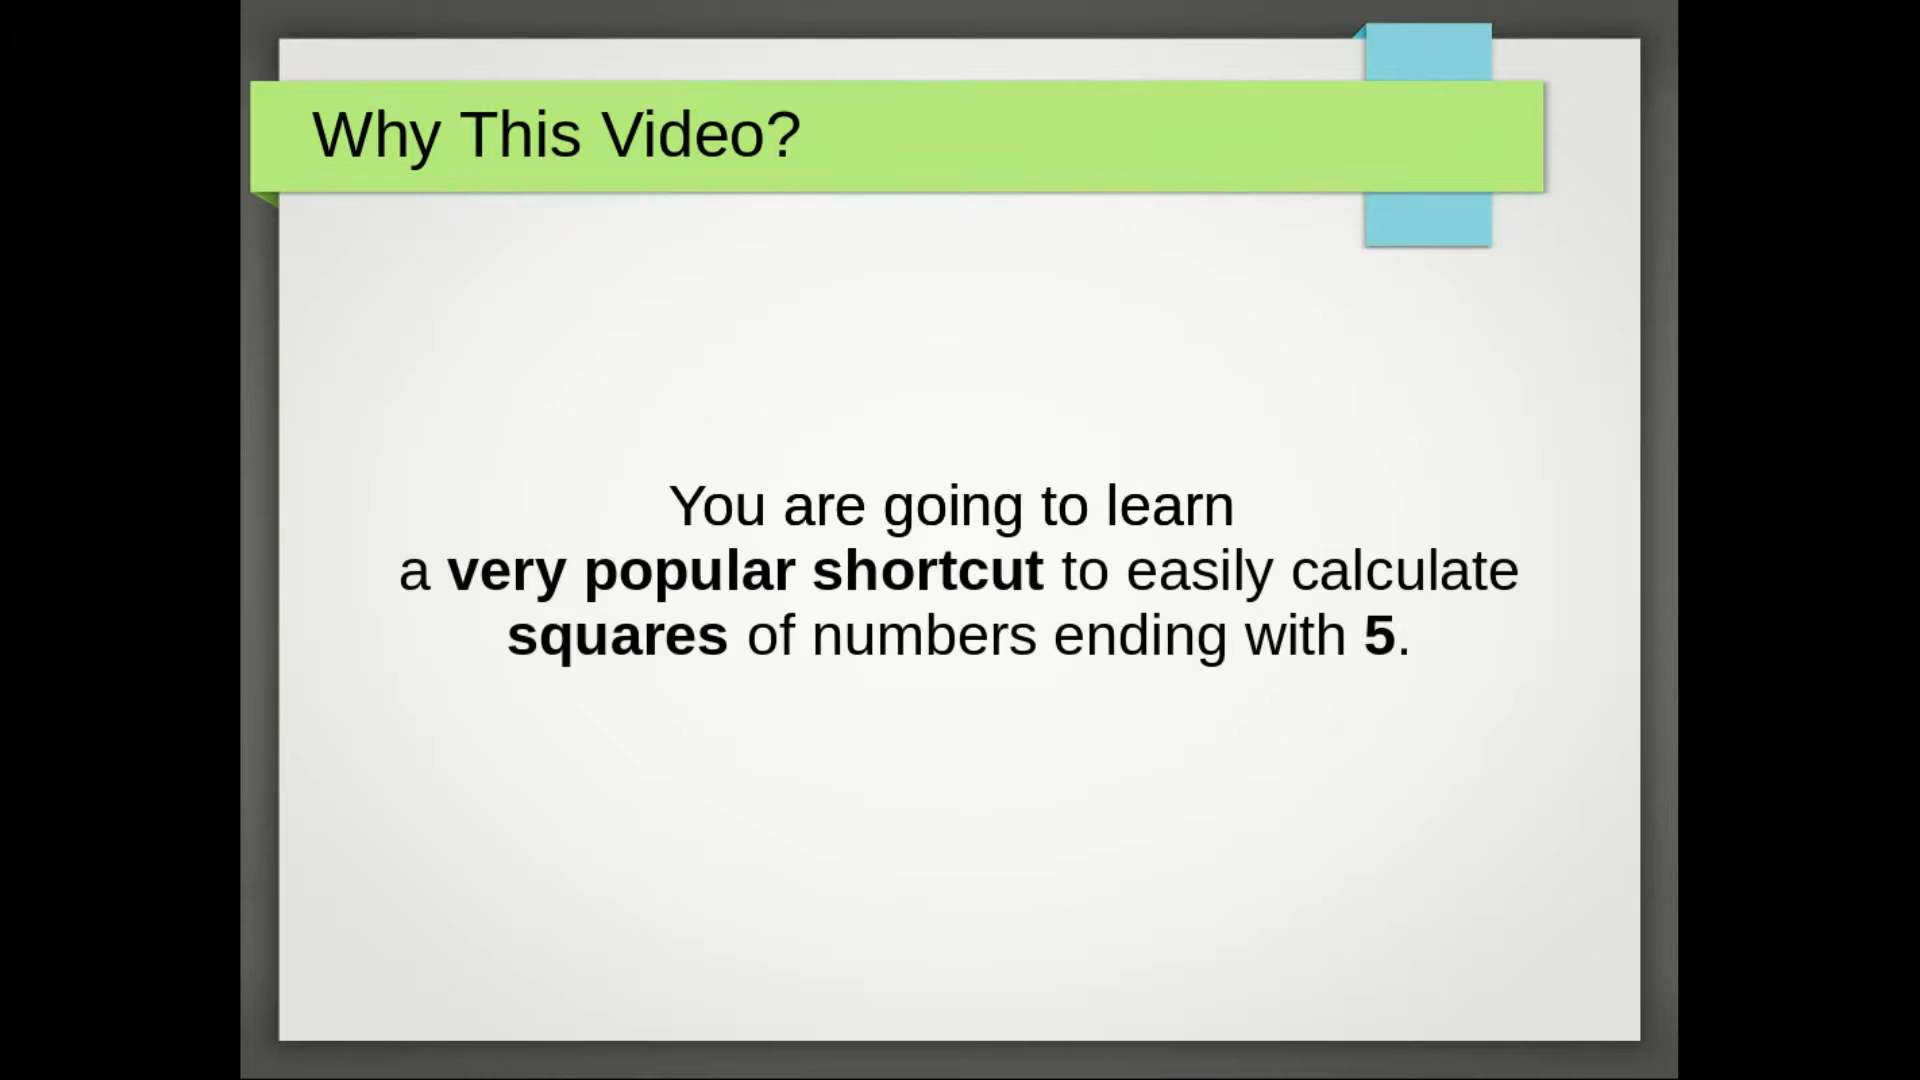 Why This Video?
You are going to learn
a very popular shortcut to easily calculate
squares of numbers ending with 5.